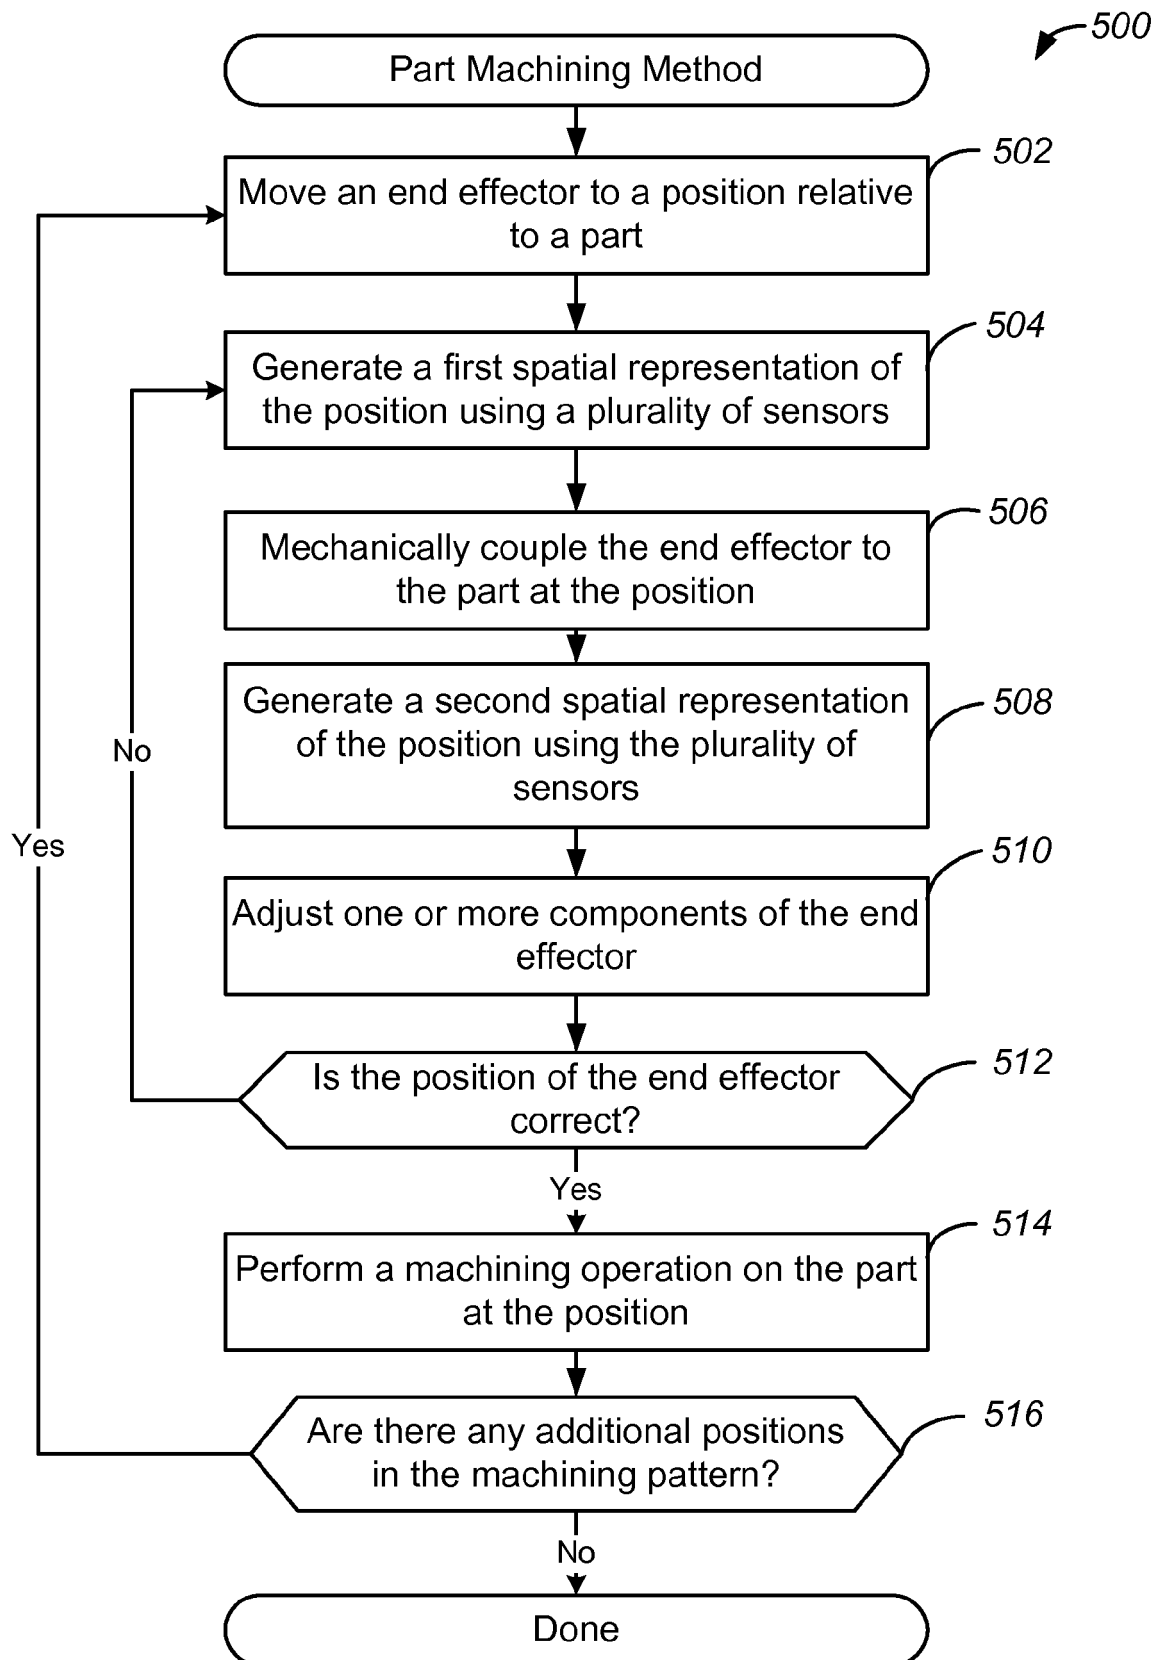 500
Part Machining Method
502
Move an end effector to a position relative
to a part
504
Generate a first spatial representation of
the position using a plurality of sensors
506
Mechanically couple the end effector to
the part at the position
508
Generate a second spatial representation
of the position using the plurality of
sensors
No
Yes
510
Adjust one or more components of the end
effector
512
Is the position of the end effector
correct?
Yes
514
Perform a machining operation on the part
at the position
516
Are there any additional positions
in the machining pattern?
No
Done